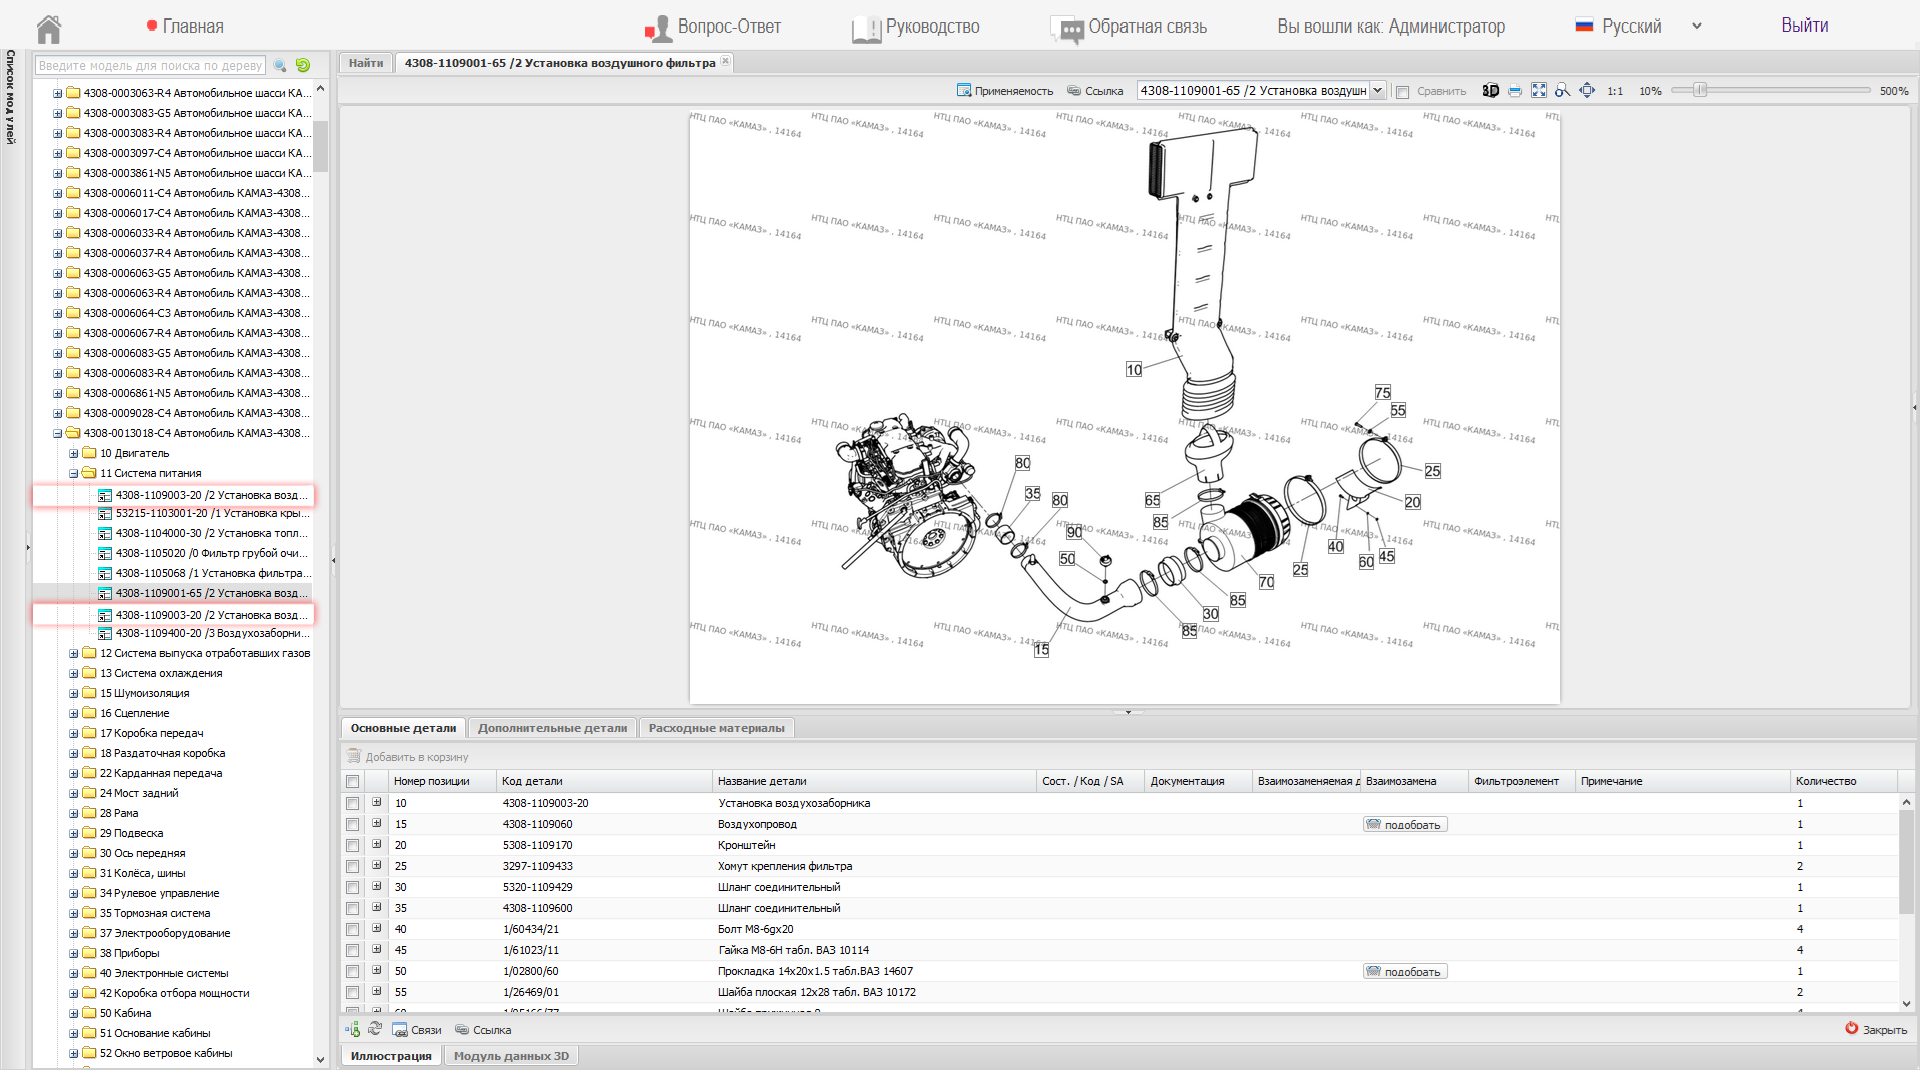 Главная
Вопрос-Ответ
Руководство
Обратная связь
Вы вошли как: Администратор
Русский
Выйти
Список модулей
Введите модель для поиска по дереву
4308-0003063-R4 Автомобильное шасси КА...
4308-0003083-G5 Автомобильное шасси КА...
4308-0003083-R4 Автомобильное шасси КА...
4308-0003097-C4 Автомобильное шасси КА...
4308-0003861-N5 Автомобильное шасси КА...
4308-0006011-C4 Автомобиль КАМАЗ-4308...
4308-0006017-C4 Автомобиль КАМАЗ-4308...
4308-0006033-R4 Автомобиль КАМАЗ-4308...
4308-0006037-R4 Автомобиль КАМАЗ-4308...
4308-0006063-G5 Автомобиль КАМАЗ-4308...
4308-0006063-R4 Автомобиль КАМАЗ-4308...
4308-0006064-C3 Автомобиль КАМАЗ-4308...
4308-0006067-R4 Автомобиль КАМАЗ-4308...
4308-0006083-G5 Автомобиль КАМАЗ-4308...
4308-0006083-R4 Автомобиль КАМАЗ-4308...
4308-0006861-N5 Автомобиль КАМАЗ-4308...
4308-0009028-C4 Автомобиль КАМАЗ-4308...
4308-0013018-C4 Автомобиль КАМАЗ-4308...
10 Двигатель
11 Система питания
4308-1109003-20 /2 Установка возд...
53215-1103001-20 /1 Установка кры...
4308-1104000-30 /2 Установка топл...
4308-1105020 /0 Фильтр грубой очи...
4308-1105068 /1 Установка фильтра...
4308-1109001-65 /2 Установка возд...
4308-1109003-20 /2 Установка возд...
4308-1109400-20 /3 Воздухозаборни...
12 Система выпуска отработавших газов
13 Система охлаждения
15 Шумоизоляция
16 Сцепление
17 Коробка передач
18 Раздаточная коробка
22 Карданная передача
24 Мост задний
28 Рама
29 Подвеска
30 Ось передняя
31 Колёса, шины
34 Рулевое управление
35 Тормозная система
37 Электрооборудование
38 Приборы
40 Электронные системы
42 Коробка отбора мощности
50 Кабина
51 Основание кабины
52 Окно ветровое кабины
Найти
4308-1109001-65 /2 Установка воздушного фильтра
Применяемость
Ссылка
4308-1109001-65 /2 Установка воздушн
Сравнить
3D
1:1
10%
500%
НТЦ ПАО «КАМАЗ» , 14164
10
75
55
25
20
80
35
80
65
85
90
50
40
60
45
25
70
85
30
85
15
Основные детали
Дополнительные детали
Расходные материалы
Добавить в корзину
Номер позиции Код детали Название детали Сост. / Код / SA Документация Взаимозаменяемая д Взаимозамена Фильтроэлемент Примечание Количество
10 4308-1109003-20 Установка воздухозаборника 1
15 4308-1109060 Воздухопровод подобрать 1
20 5308-1109170 Кронштейн 1
25 3297-1109433 Хомут крепления фильтра 2
30 5320-1109429 Шланг соединительный 1
35 4308-1109600 Шланг соединительный 1
40 1/60434/21 Болт М8-6gх20 4
45 1/61023/11 Гайка М8-6Н табл. ВАЗ 10114 4
50 1/02800/60 Прокладка 14х20х1.5 табл.ВАЗ 14607 подобрать 1
55 1/26469/01 Шайба плоская 12х28 табл. ВАЗ 10172 2
Связи
Ссылка
Закрыть
Иллюстрация
Модуль данных 3D